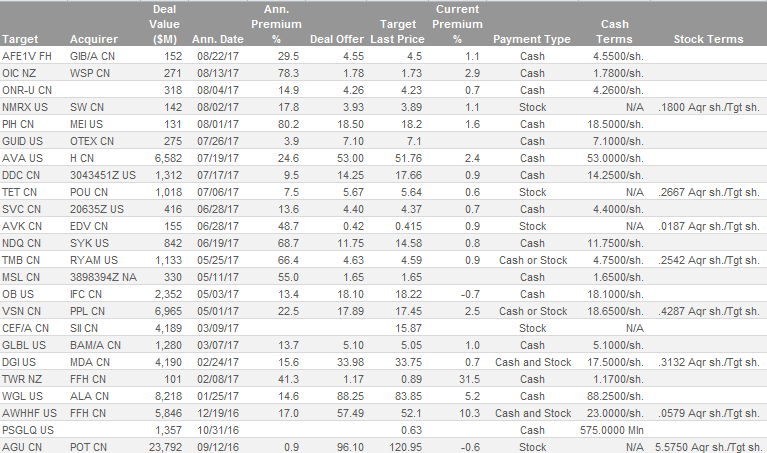 Deal Ann. Current
Value Premium Target Premium Cash
Target Acquirer ($M) Ann. Date % Deal Offer Last Price % Payment Type Terms Stock Terms
AFE1V FH GIB/A CN 152 08/22/17 29.5 4.55 4.5 1.1 Cash 4.5500/sh.
OIC NZ WSP CN 271 08/13/17 78.3 1.78 1.73 2.9 Cash 1.7800/sh.
ONR-U CN 318 08/04/17 14.9 4.26 4.23 0.7 Cash 4.2600/sh.
NMRX US SW CN 142 08/02/17 17.8 3.93 3.89 1.1 Stock N/A .1800 Aqr sh./Tgt sh.
PIH CN MEI US 131 08/01/17 80.2 18.50 18.2 1.6 Cash 18.5000/sh.
GUID US OTEX CN 275 07/26/17 3.9 7.10 7.1 Cash 7.1000/sh.
AVA US H CN 6,582 07/19/17 24.6 53.00 51.76 2.4 Cash 53.0000/sh.
DDC CN 3043451Z US 1,312 07/17/17 9.5 14.25 17.66 0.9 Cash 14.2500/sh.
TET CN POU CN 1,018 07/06/17 7.5 5.67 5.64 0.6 Stock N/A .2667 Aqr sh./Tgt sh.
SVC CN 20635Z US 416 06/28/17 13.6 4.40 4.37 0.7 Cash 4.4000/sh.
AVK CN EDV CN 155 06/28/17 48.7 0.42 0.415 0.9 Stock N/A .0187 Aqr sh./Tgt sh.
NDQ CN SYK US 842 06/19/17 68.7 11.75 14.58 0.8 Cash 11.7500/sh.
TMB CN RYAM US 1,133 05/25/17 66.4 4.63 4.59 0.9 Cash or Stock 4.7500/sh. .2542 Aqr sh./Tgt sh.
MSL CN 3898394Z NA 330 05/11/17 55.0 1.65 1.65 Cash 1.6500/sh.
OB US IFC CN 2,352 05/03/17 13.4 18.10 18.22 -0.7 Cash 18.1000/sh.
VSN CN PPL CN 6,965 05/01/17 22.5 17.89 17.45 2.5 Cash or Stock 18.6500/sh. .4287 Aqr sh./Tgt sh.
CEF/A CN SII CN 4,189 03/09/17 15.87 Stock N/A
GLBL US BAM/A CN 1,280 03/07/17 13.7 5.10 5.05 1.0 Cash 5.1000/sh.
DGI US MDA CN 4,190 02/24/17 15.6 33.98 33.75 0.7 Cash and Stock 17.5000/sh. .3132 Aqr sh./Tgt sh.
TWR NZ FFH CN 101 02/08/17 41.3 1.17 0.89 31.5 Cash 1.1700/sh.
WGL US ALA CN 8,218 01/25/17 14.6 88.25 83.85 5.2 Cash 88.2500/sh.
AWHHF US FFH CN 5,846 12/19/16 17.0 57.49 52.1 10.3 Cash and Stock 23.0000/sh. .0579 Aqr sh./Tgt sh.
PSGLQ US 1,357 10/31/16 0.63 Cash 575.0000 Mln
AGU CN POT CN 23,792 09/12/16 0.9 96.10 120.95 -0.6 Stock N/A 5.5750 Aqr sh./Tgt sh.